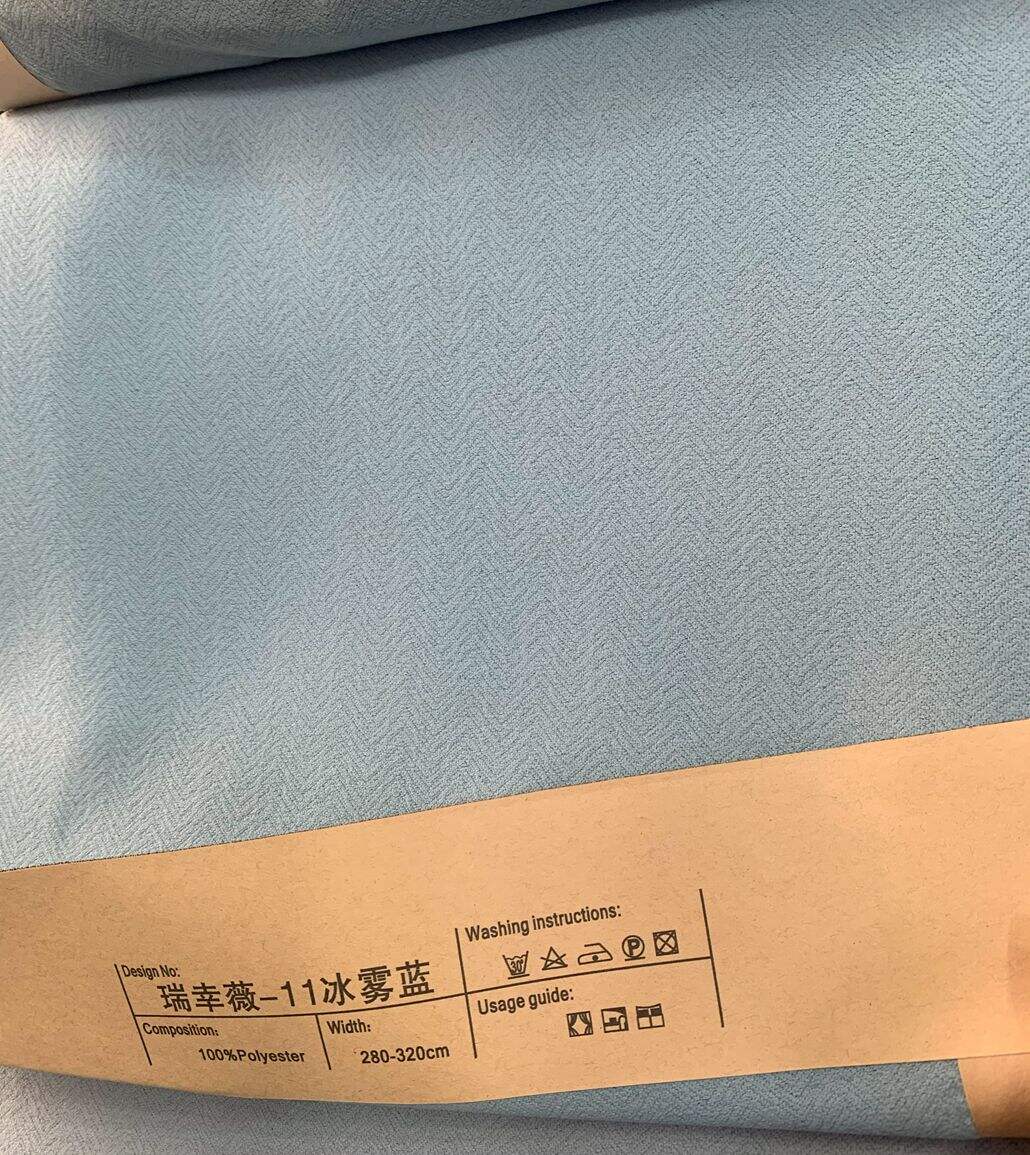 Design No:
瑞幸薇-11冰雾蓝
Composition:
100%Polyester
Width:
280-320cm
Washing instructions:
30°
P
Usage guide: